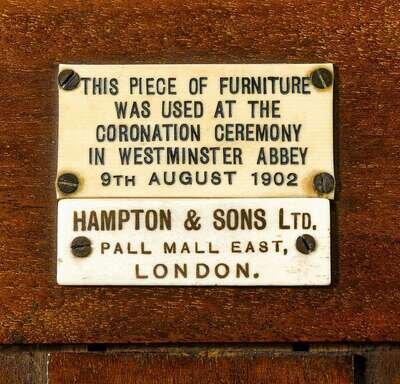 THIS PIECE OF FURNITURE
WAS USED AT THE
CORONATION CEREMONY
IN WESTMINSTER ABBEY
9TH AUGUST 1902
HAMPTON & SONS LTD.
PALL MALL EAST,
LONDON.